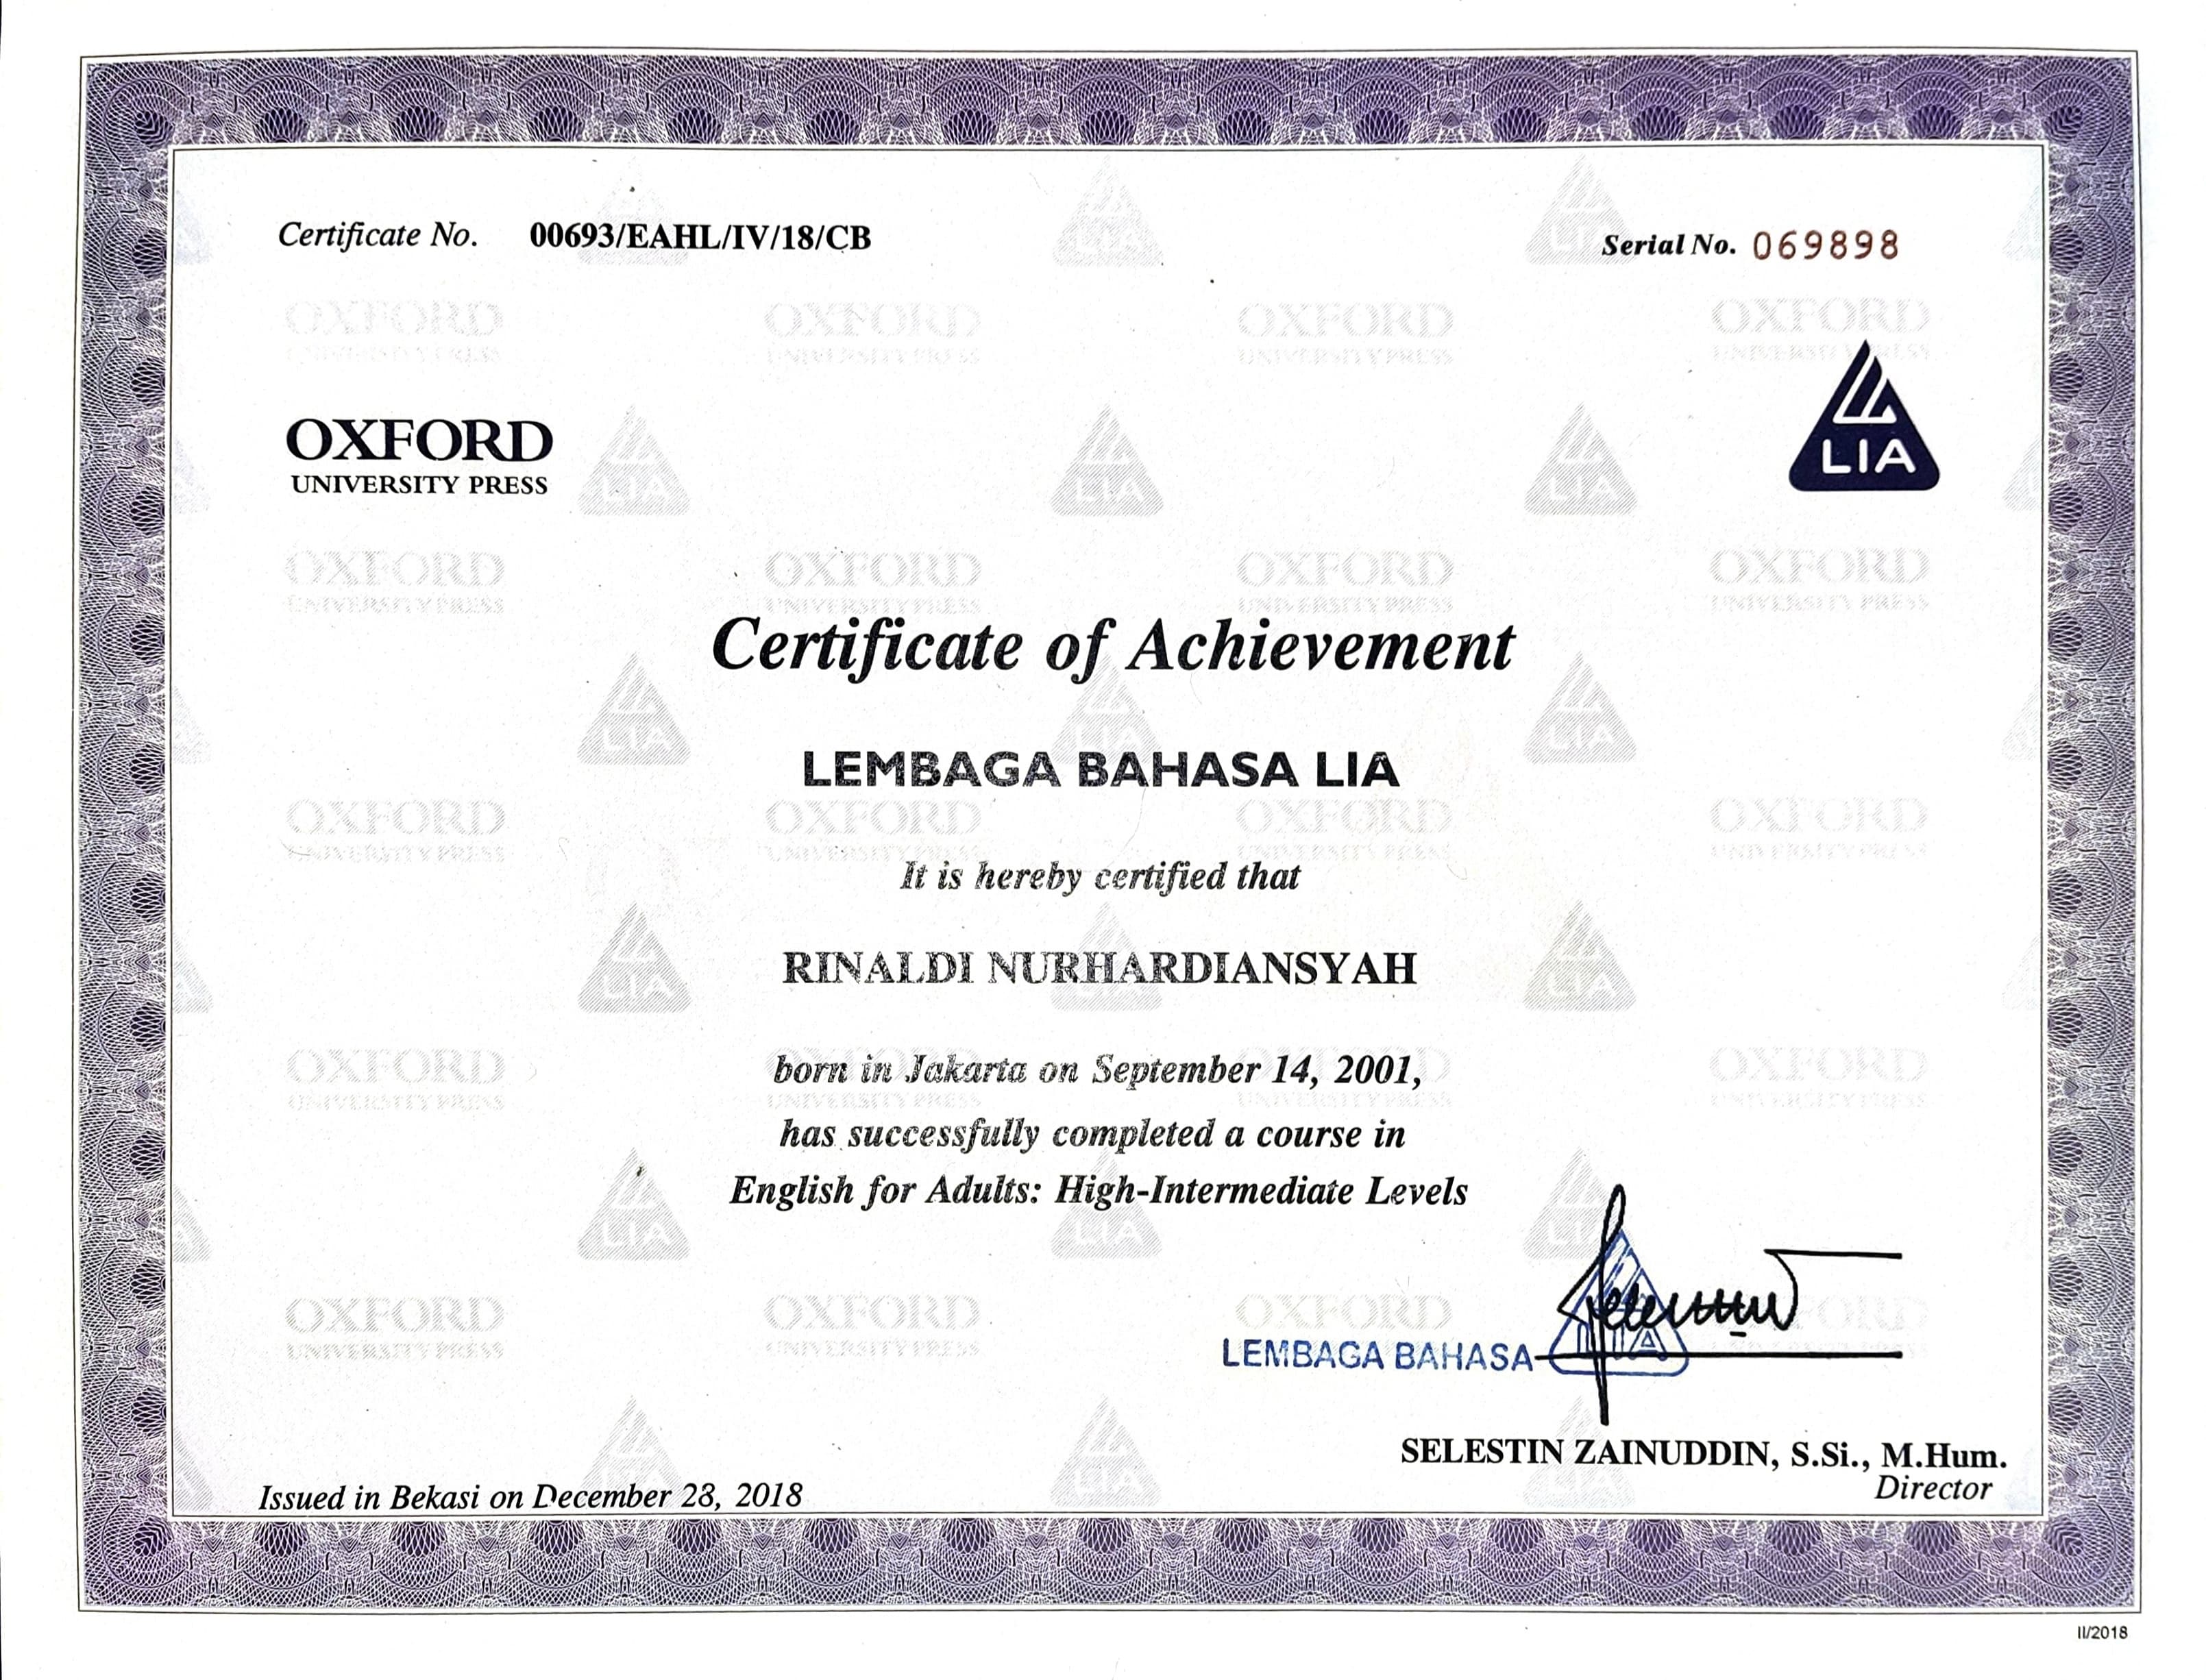 Certificate No. 00693/EAHL/IV/18/CB
Serial No. 069898
OXFORD
UNIVERSITY PRESS
LIA
Certificate of Achievement
LEMBAGA BAHASA LIA
It is hereby certified that
RINALDI NURHARDIANSYAH
born in Jakarta on September 14, 2001,
has successfully completed a course in
English for Adults: High-Intermediate Levels
LEMBAGA BAHASA
SELESTIN ZAINUDDIN, S.Si., M.Hum.
Director
Issued in Bekasi on December 28, 2018
II/2018